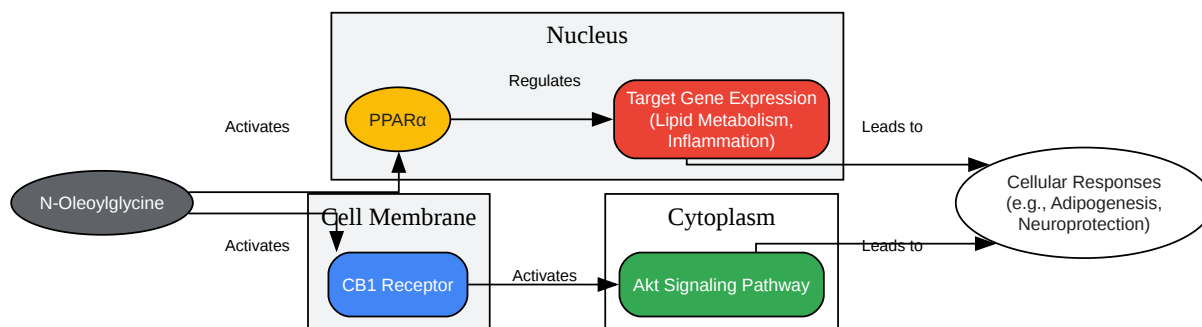 Nucleus
Regulates
Target Gene Expression
(Lipid Metabolism,
Inflammation)
PPARα
Activates
Leads to
N-Oleoylglycine
Cellular Responses
(e.g., Adipogenesis,
Neuroprotection)
Cell Membrane
Cytoplasm
Activates
Leads to
CB1 Receptor
Activates
Akt Signaling Pathway